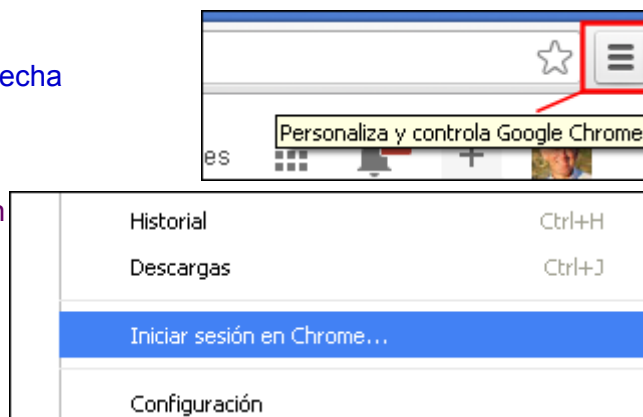 echa
Personaliza y controla Google Chrome
es
n
Historial Ctrl+H
Descargas Ctrl+J
Iniciar sesión en Chrome...
Configuración